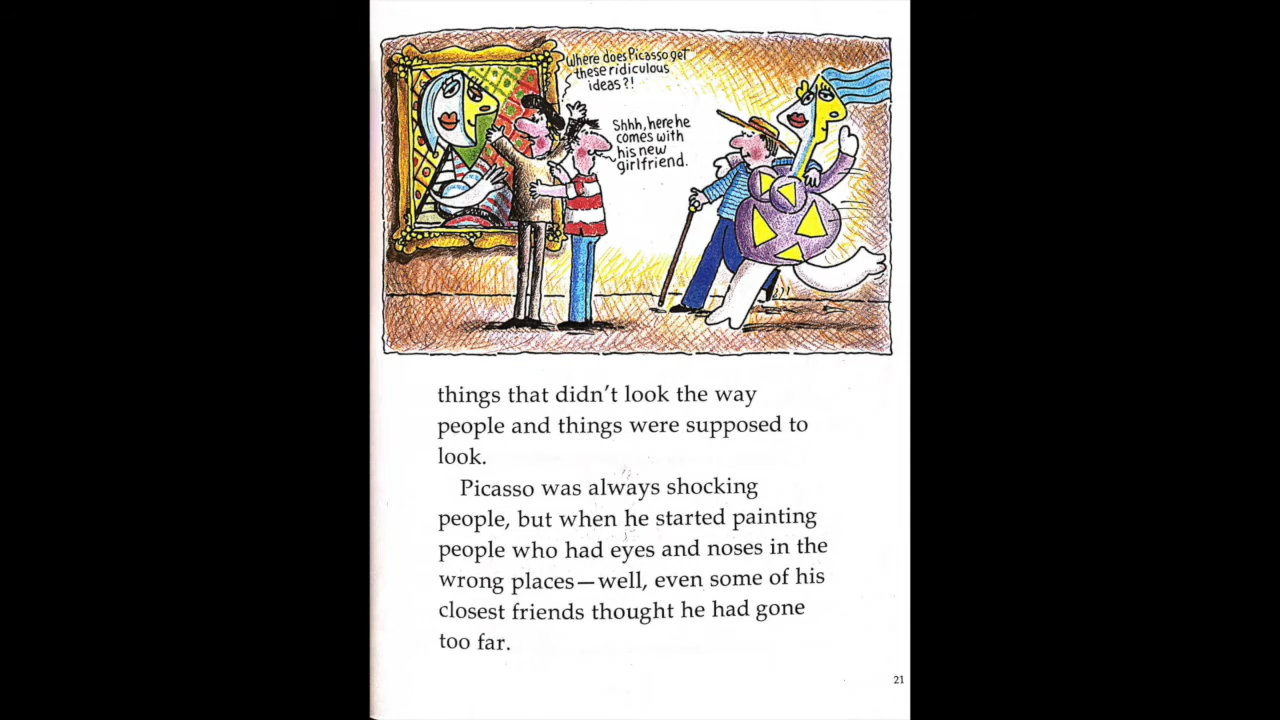 Where does Picasso get
these ridiculous
ideas?!
Shhh, here he
comes with
his new
girlfriend.
things that didn't look the way
people and things were supposed to
look.
Picasso was always shocking
people, but when he started painting
people who had eyes and noses in the
wrong places—well, even some of his
closest friends thought he had gone
too far.
21